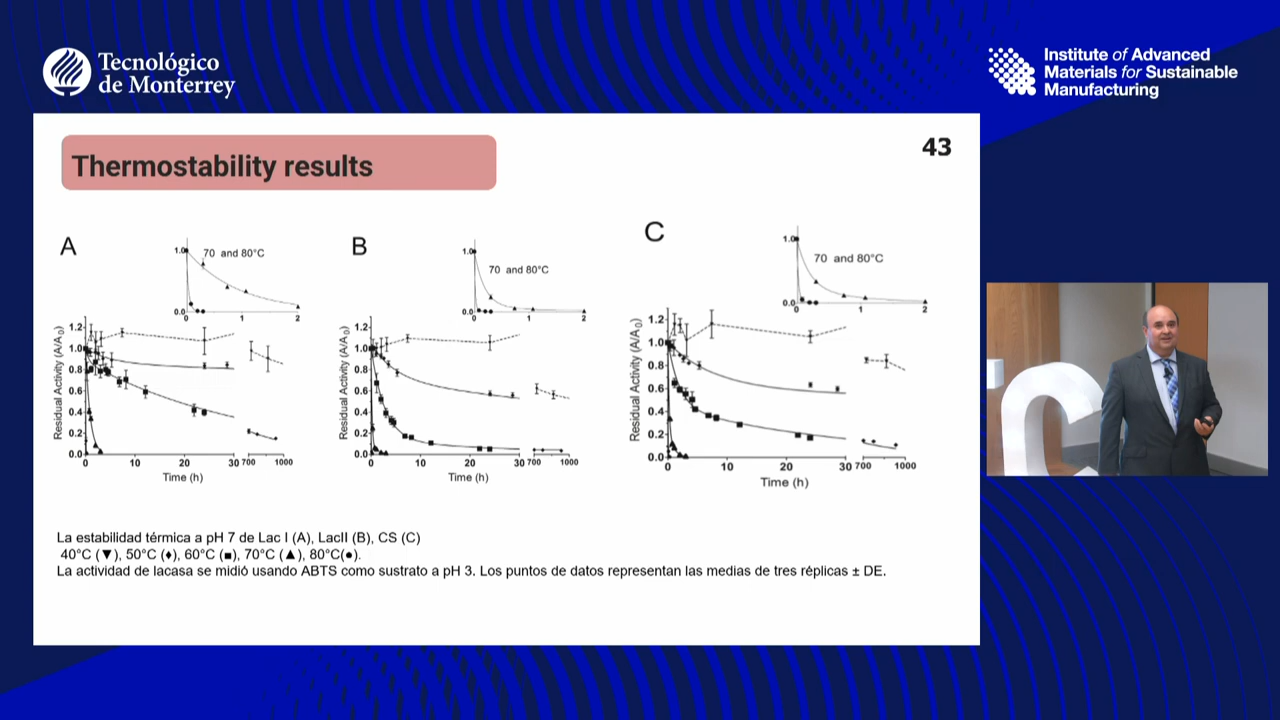 Tecnológico
de Monterrey
Institute of Advanced
Materials for Sustainable
Manufacturing
Thermostability results
43
A
1.0
70 and 80°C
0.0
0 1 2
Residual Activity (A/A0)
1.2
1.0
0.8
0.6
0.4
0.2
0.0
0 10 20 30 700 1000
Time (h)
B
1.0
70 and 80°C
0.0
0 1 2
Residual Activity (A/A0)
1.2
1.0
0.8
0.6
0.4
0.2
0.0
0 10 20 30 700 1000
Time (h)
C
1.0
70 and 80°C
0.0
0 1 2
Residual Activity (A/A0)
1.2
1.0
0.8
0.6
0.4
0.2
0.0
0 10 20 30 700 1000
Time (h)
La estabilidad térmica a pH 7 de Lac I (A), LacII (B), CS (C)
40°C (▼), 50°C (♦), 60°C (■), 70°C (▲), 80°C(●).
La actividad de lacasa se midió usando ABTS como sustrato a pH 3. Los puntos de datos representan las medias de tres réplicas ± DE.